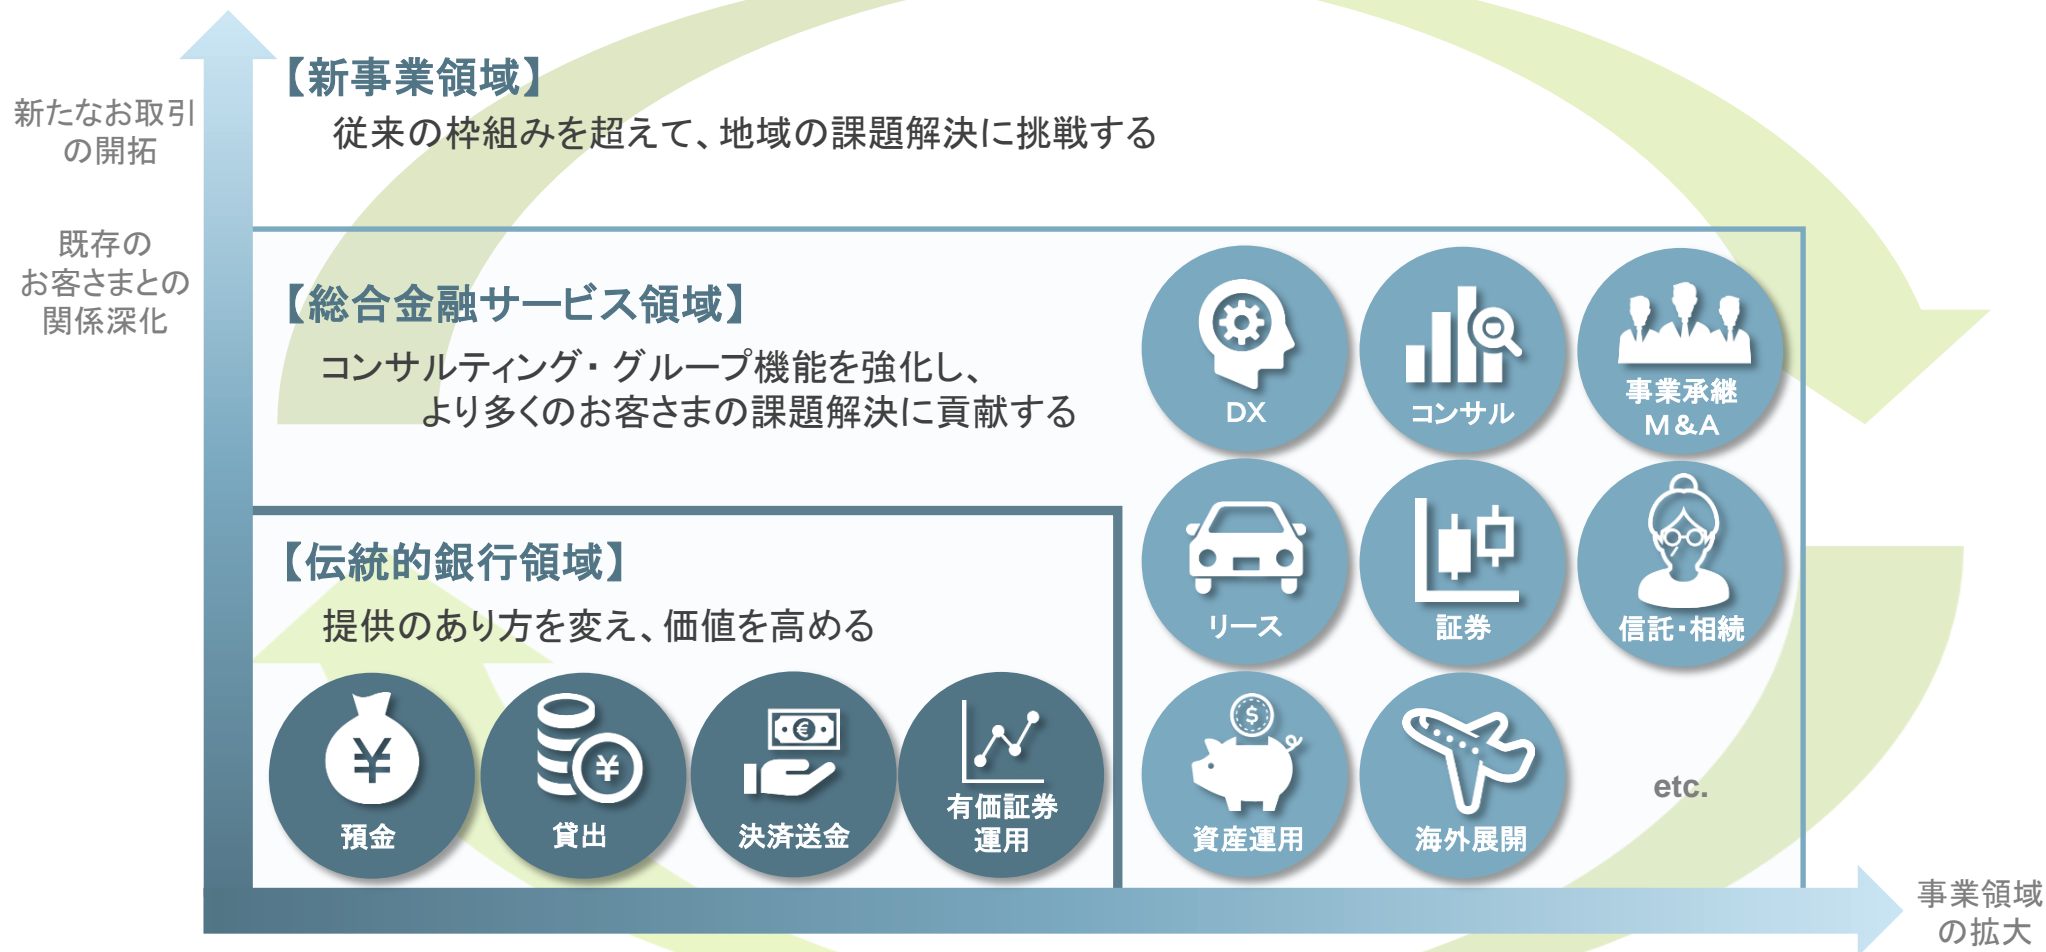 新たなお取引
の開拓
【新事業領域】
従来の枠組みを超えて、地域の課題解決に挑戦する
既存の
お客さまとの
関係深化
【総合金融サービス領域】
コンサルティング・グループ機能を強化し、
より多くのお客さまの課題解決に貢献する
DX
コンサル
事業承継
M&A
リース
証券
信託・相続
資産運用
海外展開
etc.
【伝統的銀行領域】
提供のあり方を変え、価値を高める
¥
預金
¥
貸出
€
決済送金
有価証券
運用
$
事業領域
の拡大